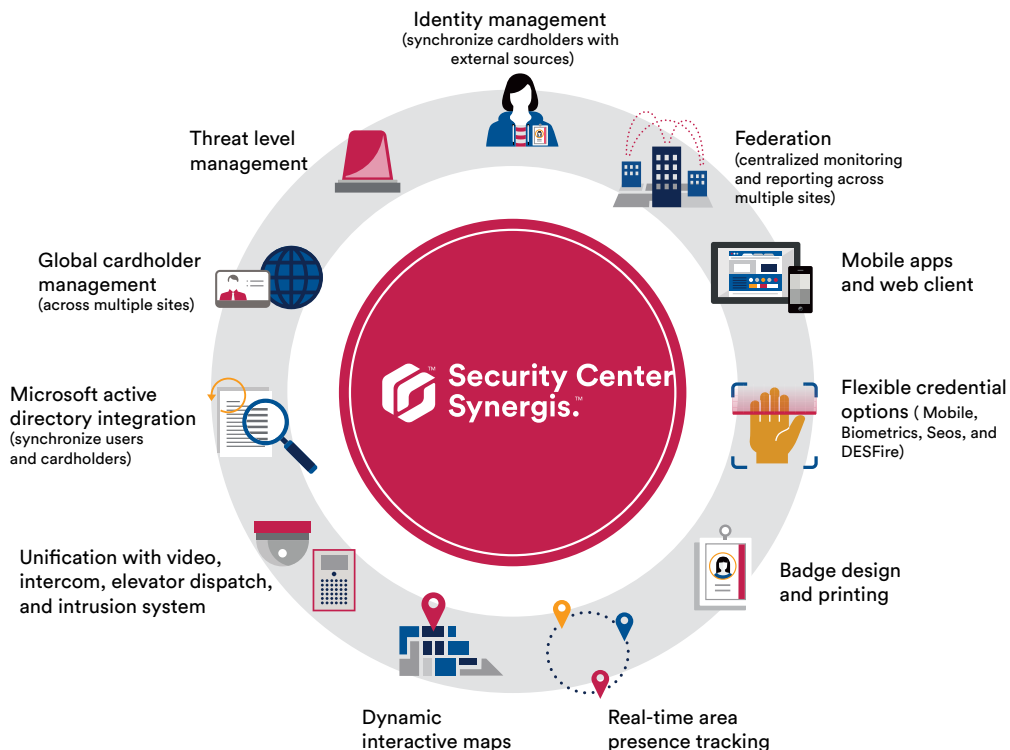 Identity management
(synchronize cardholders with
external sources)
Threat level
management
Federation
(centralized monitoring
and reporting across
multiple sites)
Global cardholder
management
(across multiple sites)
Mobile apps
and web client
Security Center
Synergis.™
™
Microsoft active
directory integration
(synchronize users
and cardholders)
Flexible credential
options ( Mobile,
Biometrics, Seos, and
DESFire)
Unification with video,
intercom, elevator dispatch,
and intrusion system
Badge design
and printing
Dynamic
interactive maps
Real-time area
presence tracking